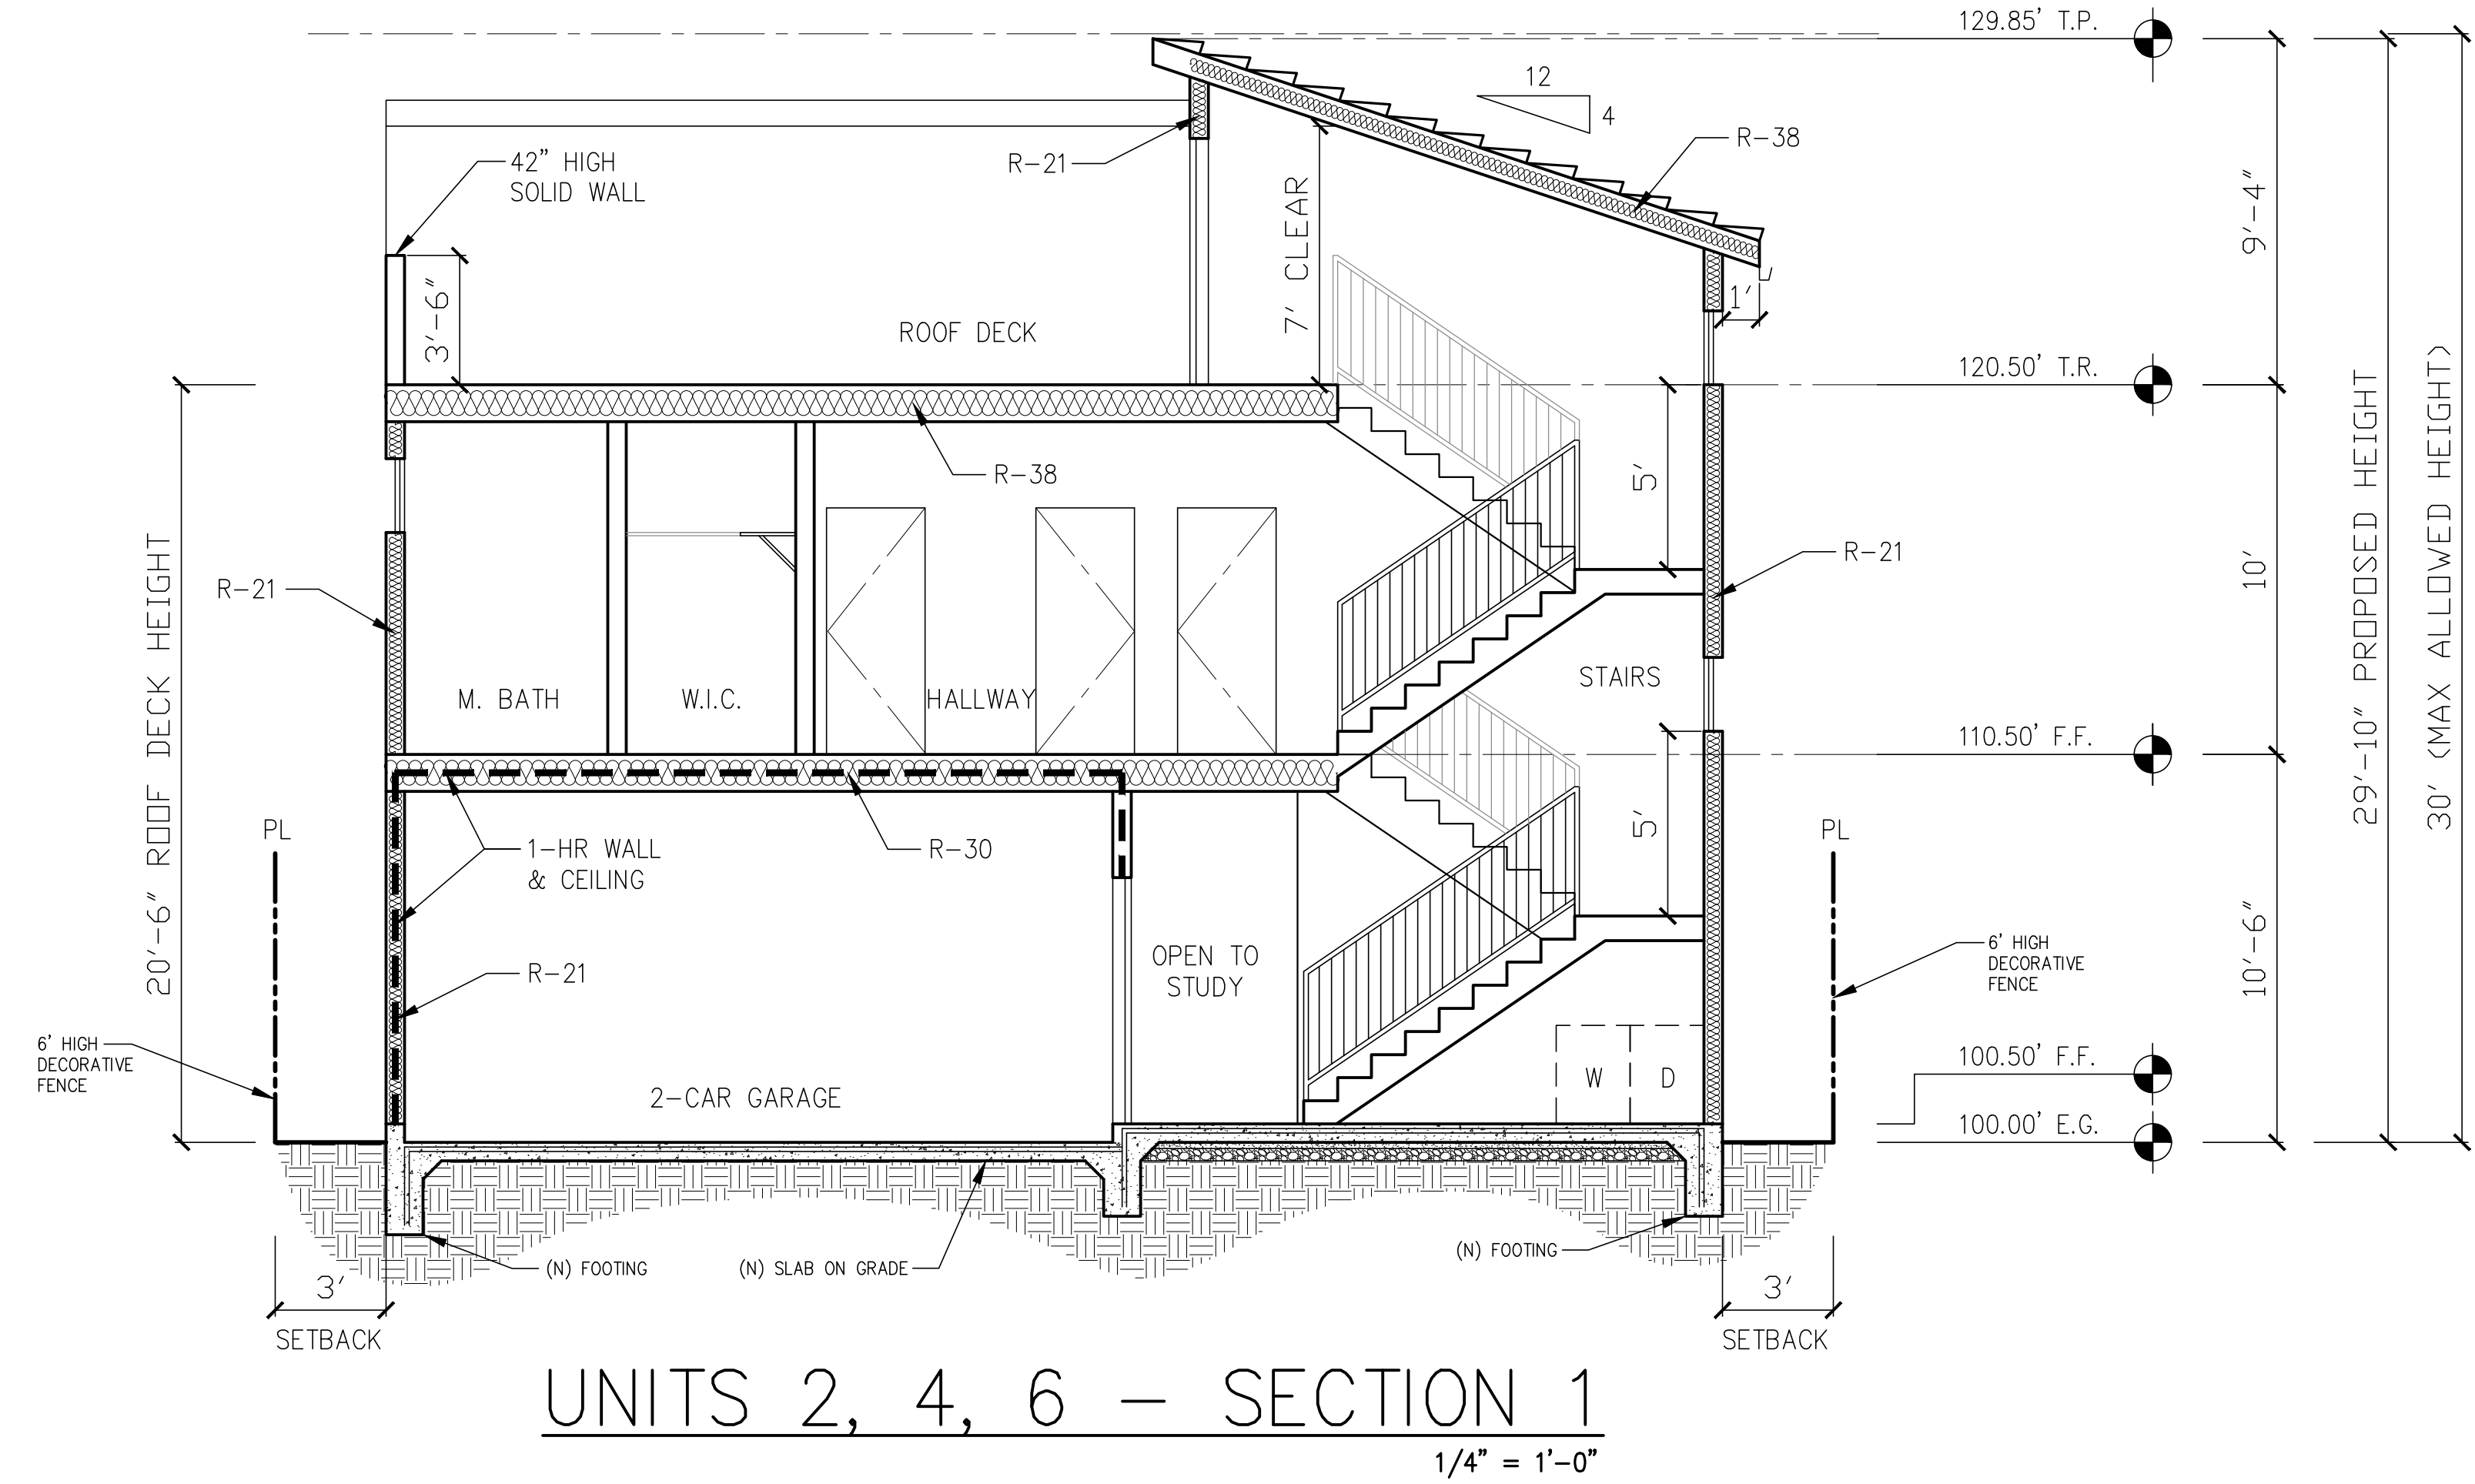 129.85' T.P.
12
4
R-38
42" HIGH
SOLID WALL
R-21
7' CLEAR
9'-4"
3'-6"
1'
ROOF DECK
120.50' T.R.
R-38
5'
R-21
R-21
10'
29'-10" PROPOSED HEIGHT
30' (MAX ALLOWED HEIGHT)
20'-6" ROOF DECK HEIGHT
M. BATH
W.I.C.
HALLWAY
STAIRS
110.50' F.F.
PL
1-HR WALL
& CEILING
R-30
5'
PL
R-21
OPEN TO
STUDY
6' HIGH
DECORATIVE
FENCE
10'-6"
6' HIGH
DECORATIVE
FENCE
2-CAR GARAGE
W
D
100.50' F.F.
100.00' E.G.
(N) FOOTING
(N) SLAB ON GRADE
(N) FOOTING
3'
SETBACK
3'
SETBACK
UNITS 2, 4, 6 - SECTION 1
1/4" = 1'-0"